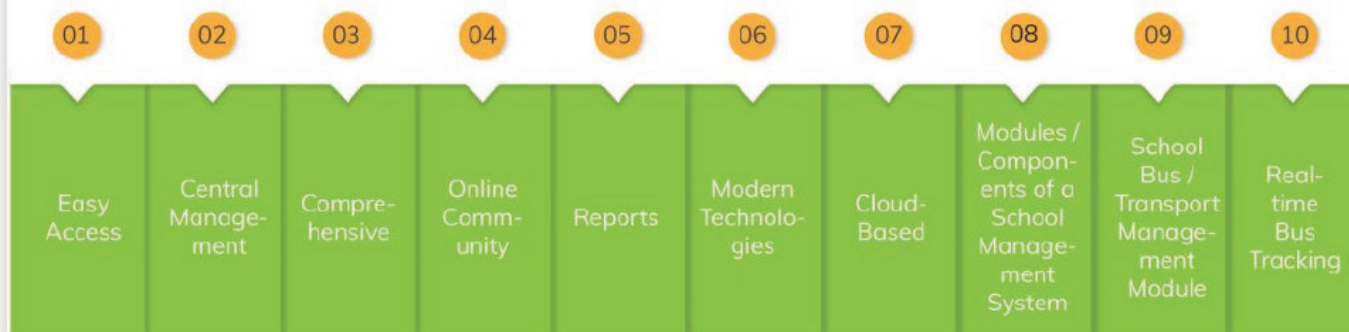 01
02
03
04
05
06
07
08
09
10
Easy
Access
Central
Manage-
ment
Compre-
hensive
Online
Comm-
unity
Reports
Modern
Technolo-
gies
Cloud-
Based
Modules /
Compon-
ents of a
School
Manage-
ment
System
School
Bus /
Transport
Manage-
ment
Module
Real-
time
Bus
Tracking